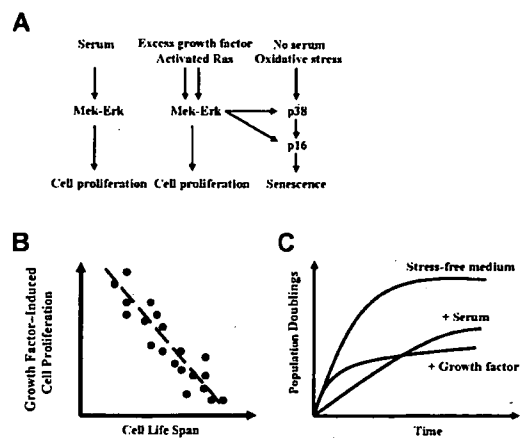 A
Serum
Excess growth factor
Activated Ras
No serum
Oxidative stress
Mek-Erk
Mek-Erk
p38
p16
Cell proliferation
Cell proliferation
Senescence
B
Growth Factor–Induced
Cell Proliferation
Cell Life Span
C
Population Doublings
Stress-free medium
+ Serum
+ Growth factor
Time